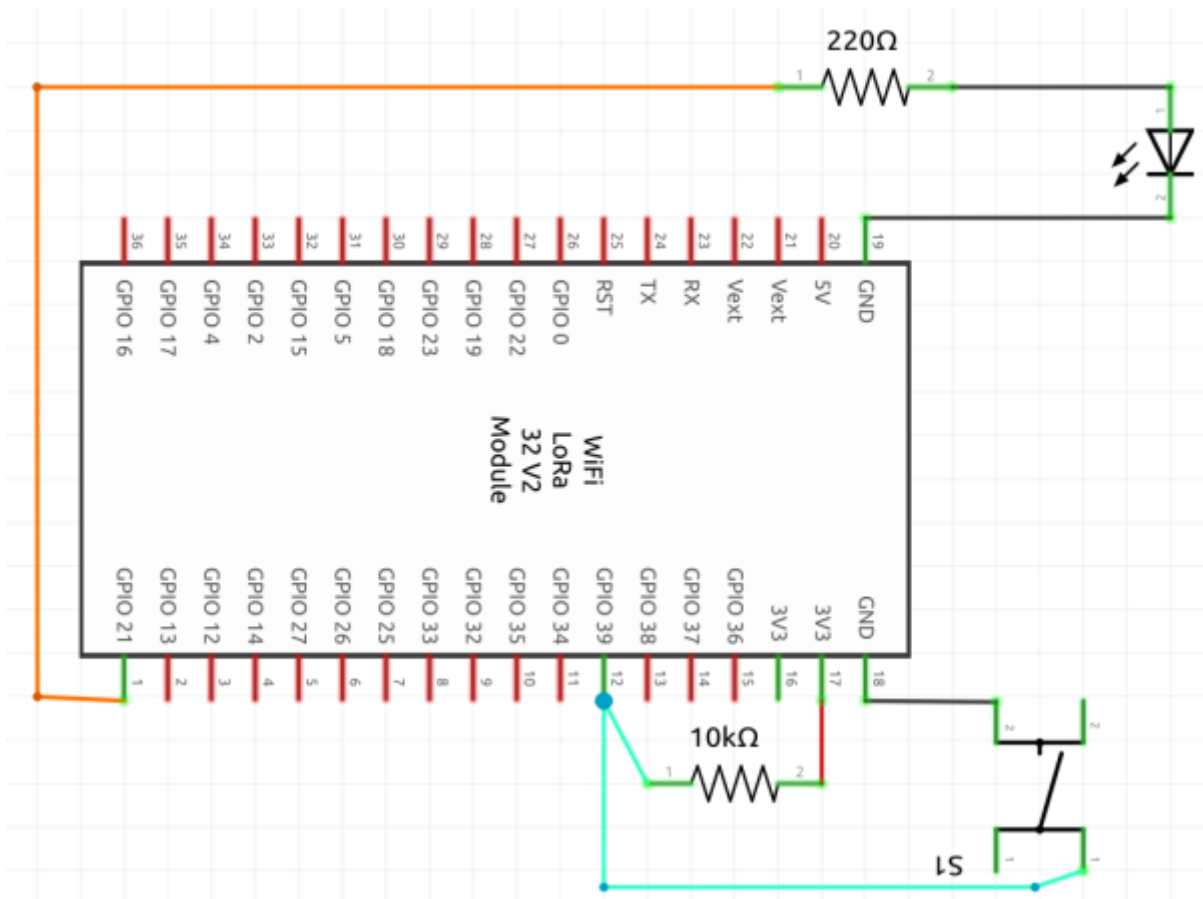 220Ω
1
2
1
2
36
35
34
33
32
31
30
29
28
27
26
25
24
23
22
21
20
19
GPIO 16
GPIO 17
GPIO 4
GPIO 2
GPIO 15
GPIO 5
GPIO 18
GPIO 23
GPIO 19
GPIO 22
GPIO 0
RST
TX
RX
Vext
Vext
5V
GND
WiFi
LoRa
32 V2
Module
GPIO 21
GPIO 13
GPIO 12
GPIO 14
GPIO 27
GPIO 26
GPIO 25
GPIO 33
GPIO 32
GPIO 35
GPIO 34
GPIO 39
GPIO 38
GPIO 37
GPIO 36
3V3
3V3
GND
1
2
3
4
5
6
7
8
9
10
11
12
13
14
15
16
17
18
10kΩ
1
2
2
2
S1
1
1